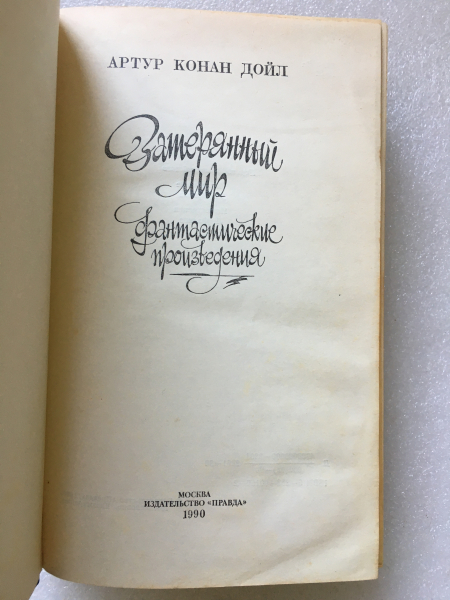 АРТУР КОНАН ДОЙЛ
Затерянный
мир
фантастические
произведения
МОСКВА
ИЗДАТЕЛЬСТВО «ПРАВДА»
1990